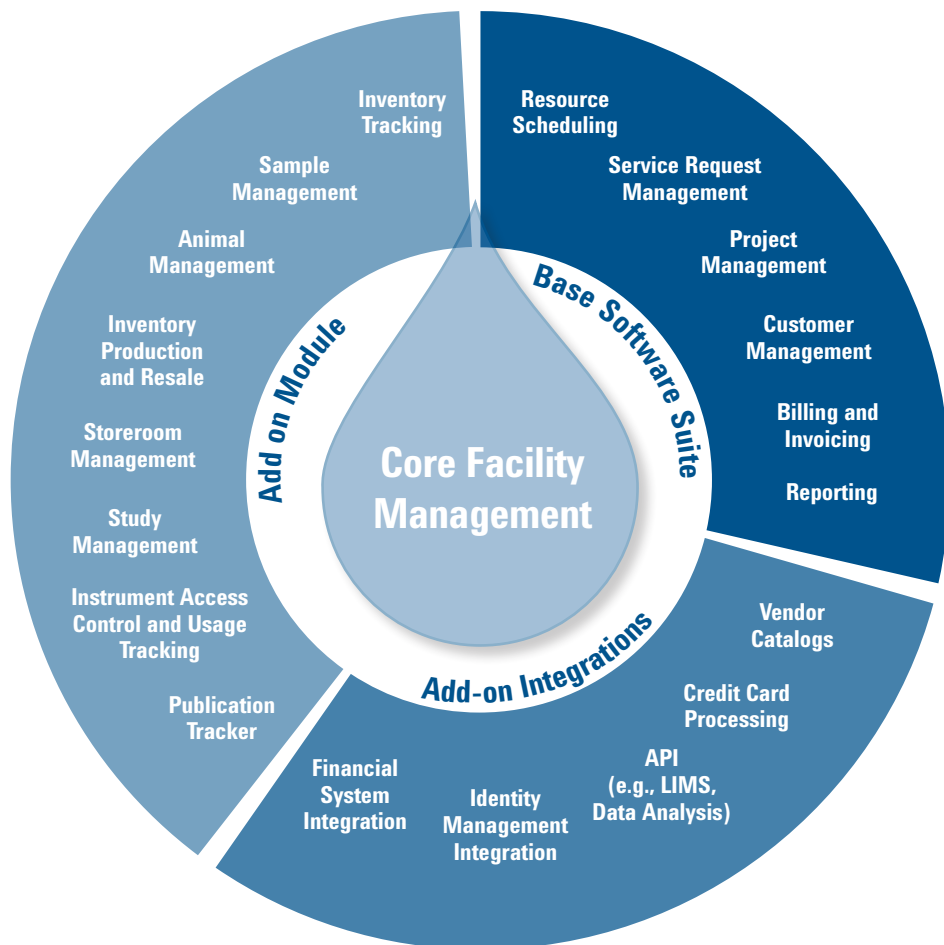 Core Facility
Management
Base Software Suite
Resource
Scheduling
Service Request
Management
Project
Management
Customer
Management
Billing and
Invoicing
Reporting
Add-on Integrations
Vendor
Catalogs
Credit Card
Processing
API
(e.g., LIMS,
Data Analysis)
Identity
Management
Integration
Financial
System
Integration
Add on Module
Inventory
Tracking
Sample
Management
Animal
Management
Inventory
Production
and Resale
Storeroom
Management
Study
Management
Instrument Access
Control and Usage
Tracking
Publication
Tracker